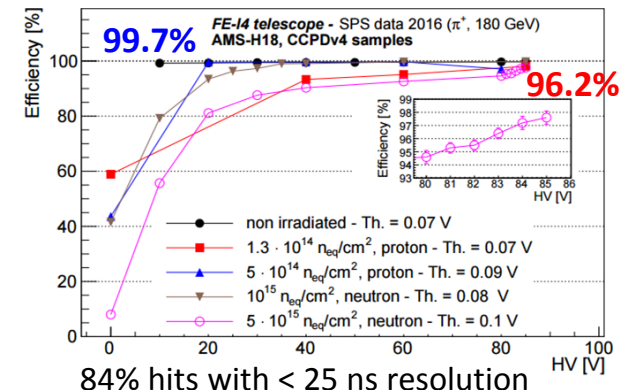 FE-I4 telescope - SPS data 2016 (π⁺, 180 GeV)
AMS-H18, CCPDv4 samples
99.7%
96.2%
Efficiency [%]
100
80
60
40
20
0
0 20 40 60 80 100
HV [V]
Efficiency [%]
99
98
97
96
95
94
93
80 81 82 83 84 85 86
HV [V]
non irradiated - Th. = 0.07 V
1.3 · 10¹⁴ n_eq/cm², proton - Th. = 0.07 V
5 · 10¹⁴ n_eq/cm², proton - Th. = 0.09 V
10¹⁵ n_eq/cm², neutron - Th. = 0.08 V
5 · 10¹⁵ n_eq/cm², neutron - Th. = 0.1 V
84% hits with < 25 ns resolution